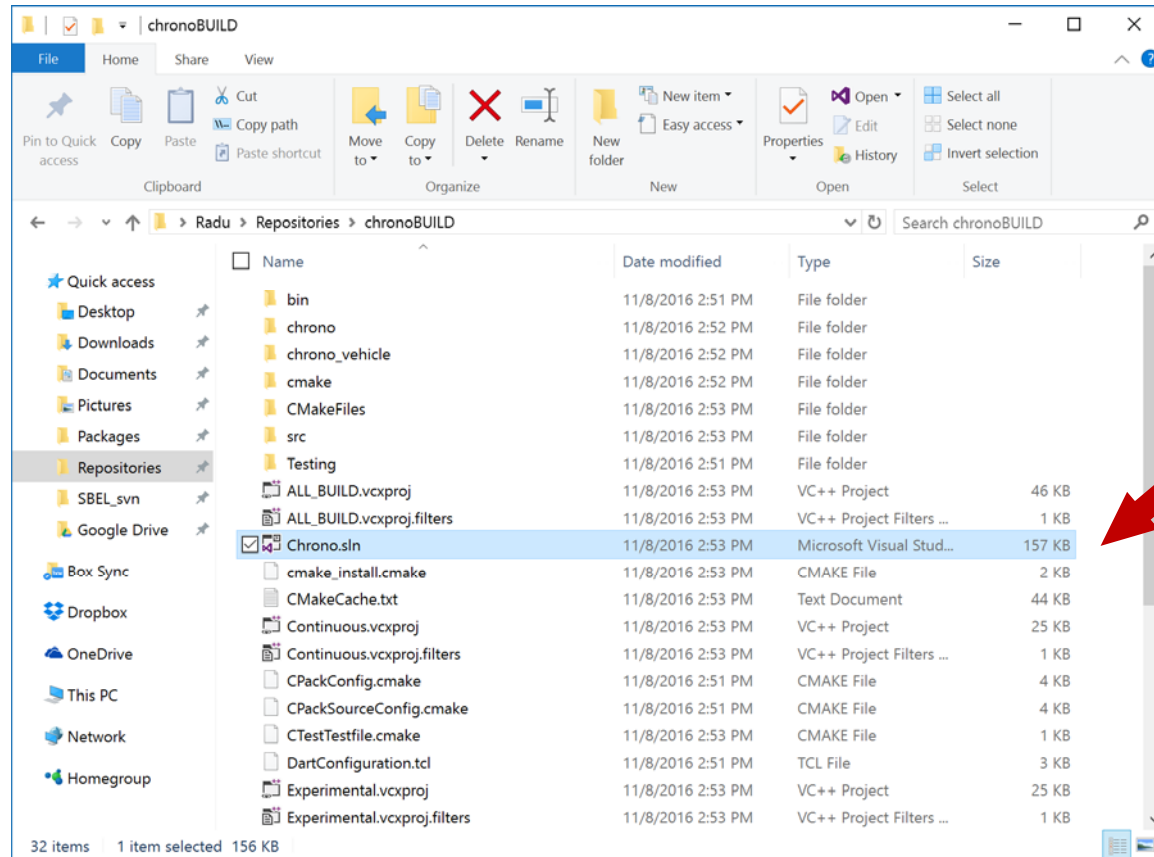 chronoBUILD
File Home Share View
Pin to Quick access
Copy
Paste
Cut
Copy path
Paste shortcut
Clipboard
Move to
Copy to
Delete
Rename
Organize
New folder
New item
Easy access
New
Properties
Open
Edit
History
Open
Select all
Select none
Invert selection
Select
Radu > Repositories > chronoBUILD
Search chronoBUILD
Quick access
Desktop
Downloads
Documents
Pictures
Packages
Repositories
SBEL_svn
Google Drive
Box Sync
Dropbox
OneDrive
This PC
Network
Homegroup
Name Date modified Type Size
bin 11/8/2016 2:51 PM File folder
chrono 11/8/2016 2:52 PM File folder
chrono_vehicle 11/8/2016 2:52 PM File folder
cmake 11/8/2016 2:52 PM File folder
CMakeFiles 11/8/2016 2:53 PM File folder
src 11/8/2016 2:53 PM File folder
Testing 11/8/2016 2:51 PM File folder
ALL_BUILD.vcxproj 11/8/2016 2:53 PM VC++ Project 46 KB
ALL_BUILD.vcxproj.filters 11/8/2016 2:53 PM VC++ Project Filters ... 1 KB
Chrono.sln 11/8/2016 2:53 PM Microsoft Visual Stud... 157 KB
cmake_install.cmake 11/8/2016 2:53 PM CMAKE File 2 KB
CMakeCache.txt 11/8/2016 2:53 PM Text Document 44 KB
Continuous.vcxproj 11/8/2016 2:53 PM VC++ Project 25 KB
Continuous.vcxproj.filters 11/8/2016 2:53 PM VC++ Project Filters ... 1 KB
CPackConfig.cmake 11/8/2016 2:51 PM CMAKE File 4 KB
CPackSourceConfig.cmake 11/8/2016 2:51 PM CMAKE File 4 KB
CTestTestfile.cmake 11/8/2016 2:53 PM CMAKE File 1 KB
DartConfiguration.tcl 11/8/2016 2:51 PM TCL File 3 KB
Experimental.vcxproj 11/8/2016 2:53 PM VC++ Project 25 KB
Experimental.vcxproj.filters 11/8/2016 2:53 PM VC++ Project Filters ... 1 KB
32 items 1 item selected 156 KB